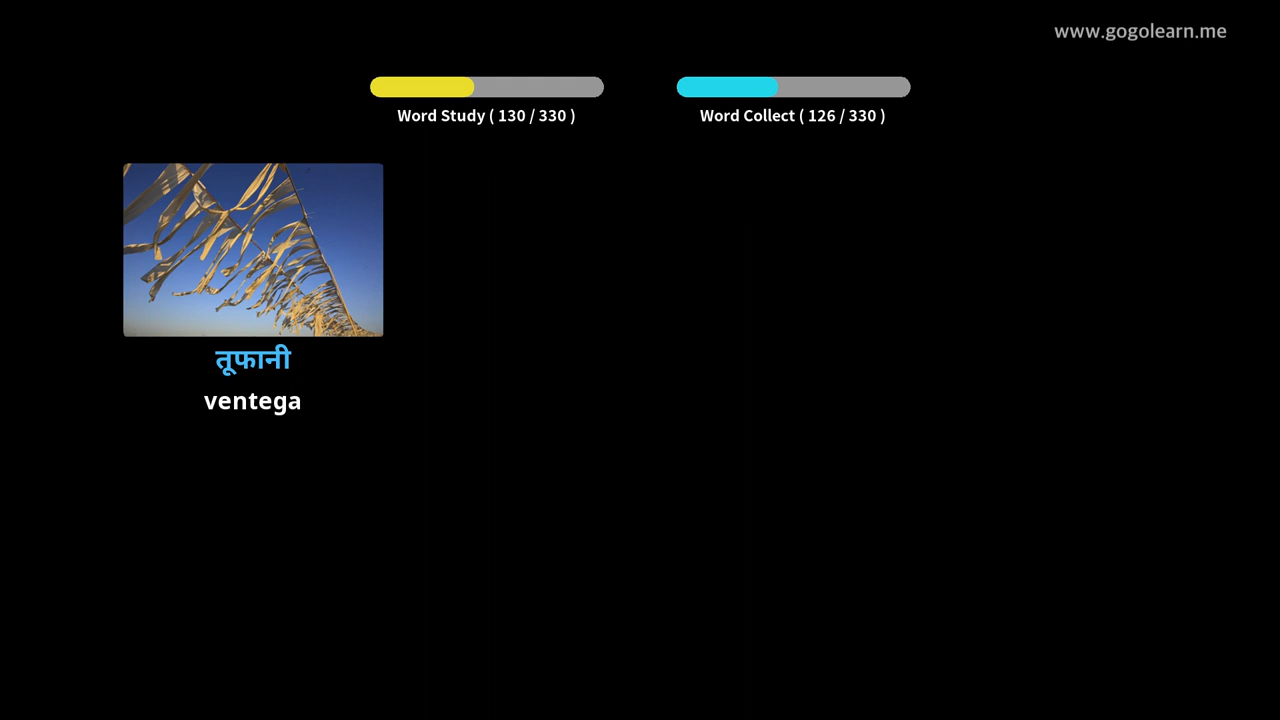 www.gogolearn.me
Word Study ( 130 / 330 )
Word Collect ( 126 / 330 )
तूफानी
ventega